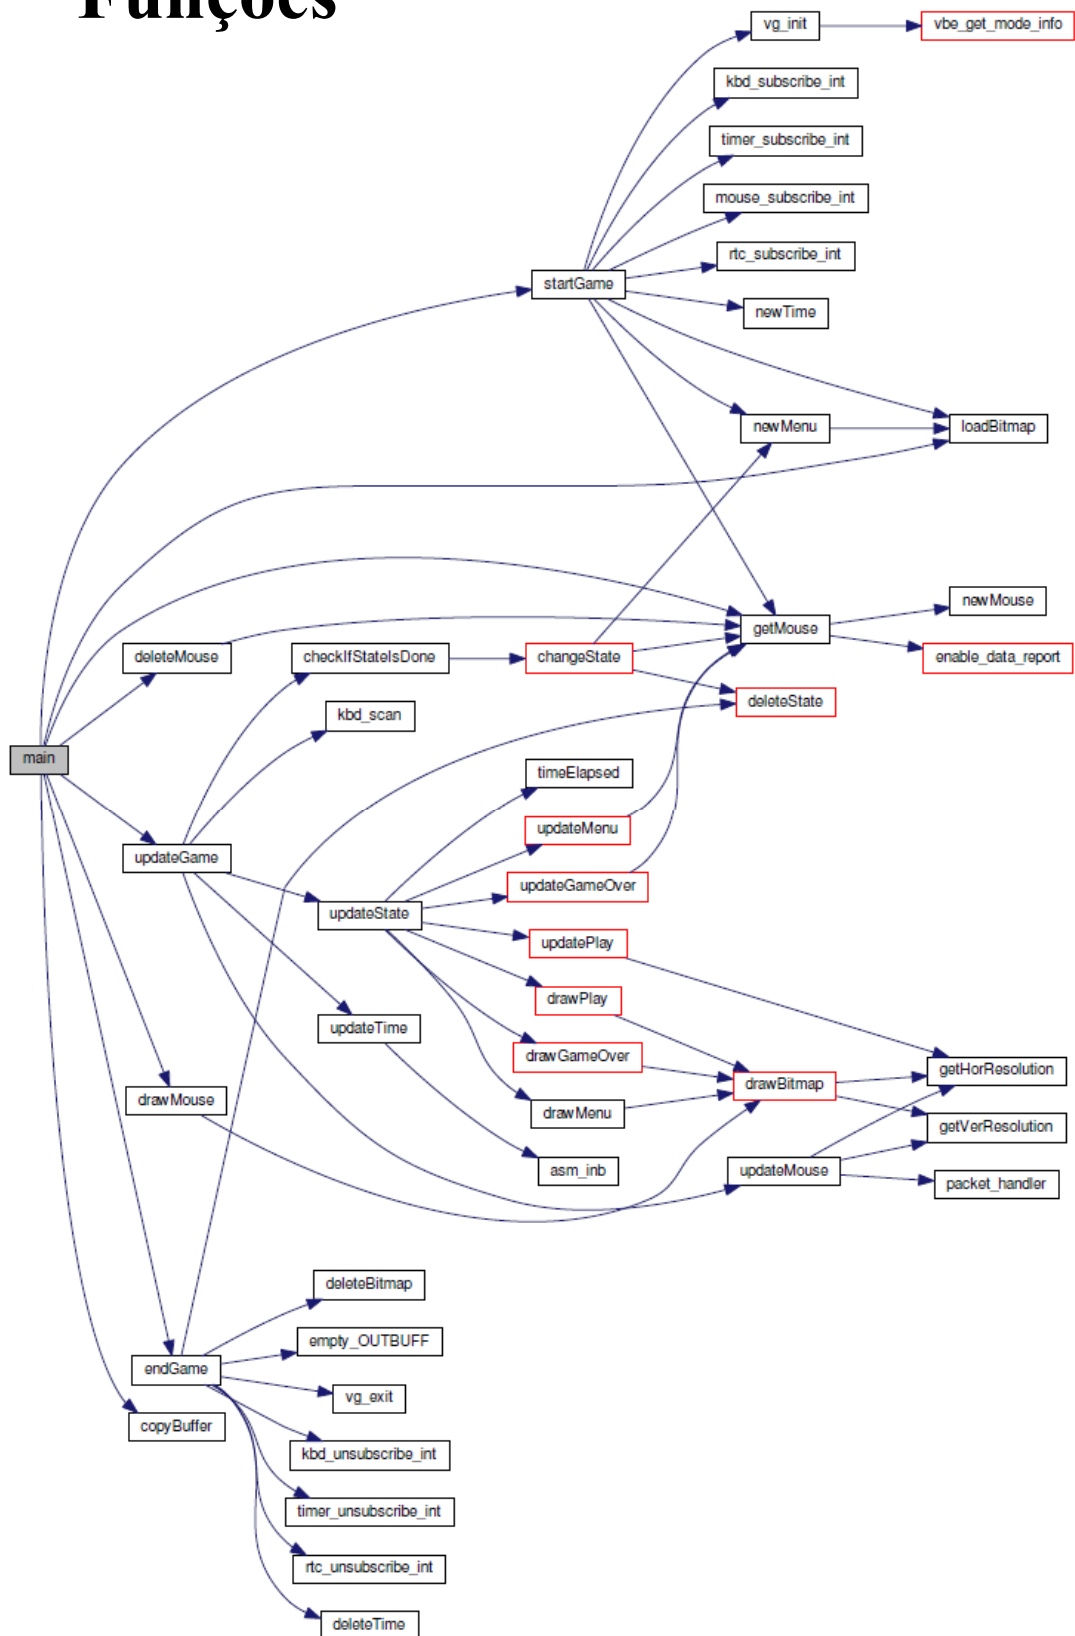 Funções
vg_init
vbe_get_mode_info
kbd_subscribe_int
timer_subscribe_int
mouse_subscribe_int
rtc_subscribe_int
startGame
newTime
newMenu
loadBitmap
newMouse
getMouse
deleteMouse
checkIfStateIsDone
changeState
enable_data_report
deleteState
kbd_scan
main
timeElapsed
updateMenu
updateGame
updateGameOver
updateState
updatePlay
drawPlay
updateTime
drawGameOver
getHorResolution
drawBitmap
drawMouse
drawMenu
getVerResolution
asm_inb
updateMouse
packet_handler
deleteBitmap
empty_OUTBUFF
endGame
vg_exit
copyBuffer
kbd_unsubscribe_int
timer_unsubscribe_int
rtc_unsubscribe_int
deleteTime